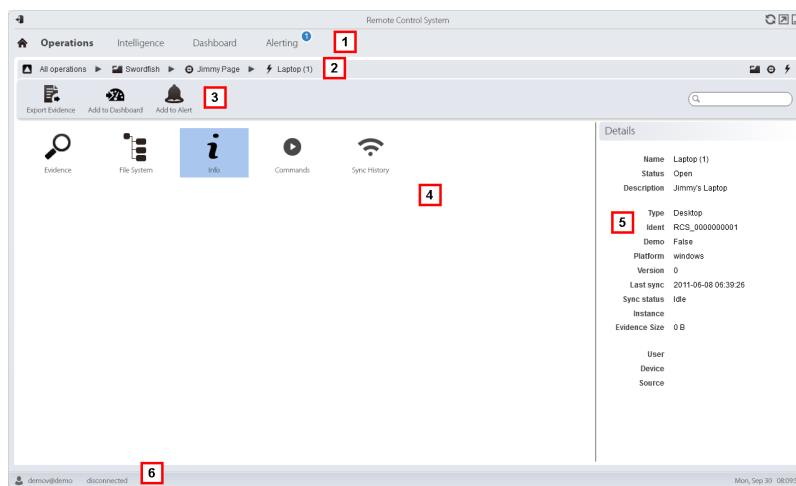 Remote Control System
Operations Intelligence Dashboard Alerting 1
1
All operations Swordfish Jimmy Page Laptop (1)
2
Export Evidence Add to Dashboard Add to Alert
3
Evidence File System Info Commands Sync History
4
Details
Name Laptop (1)
Status Open
Description Jimmy's Laptop
Type Desktop
5
Ident RCS_0000000001
Demo False
Platform windows
Version 0
Last sync 2011-06-08 06:39:26
Sync status Idle
Instance
Evidence Size 0 B
User
Device
Source
demov@demo disconnected
6
Mon, Sep 30 08:09: